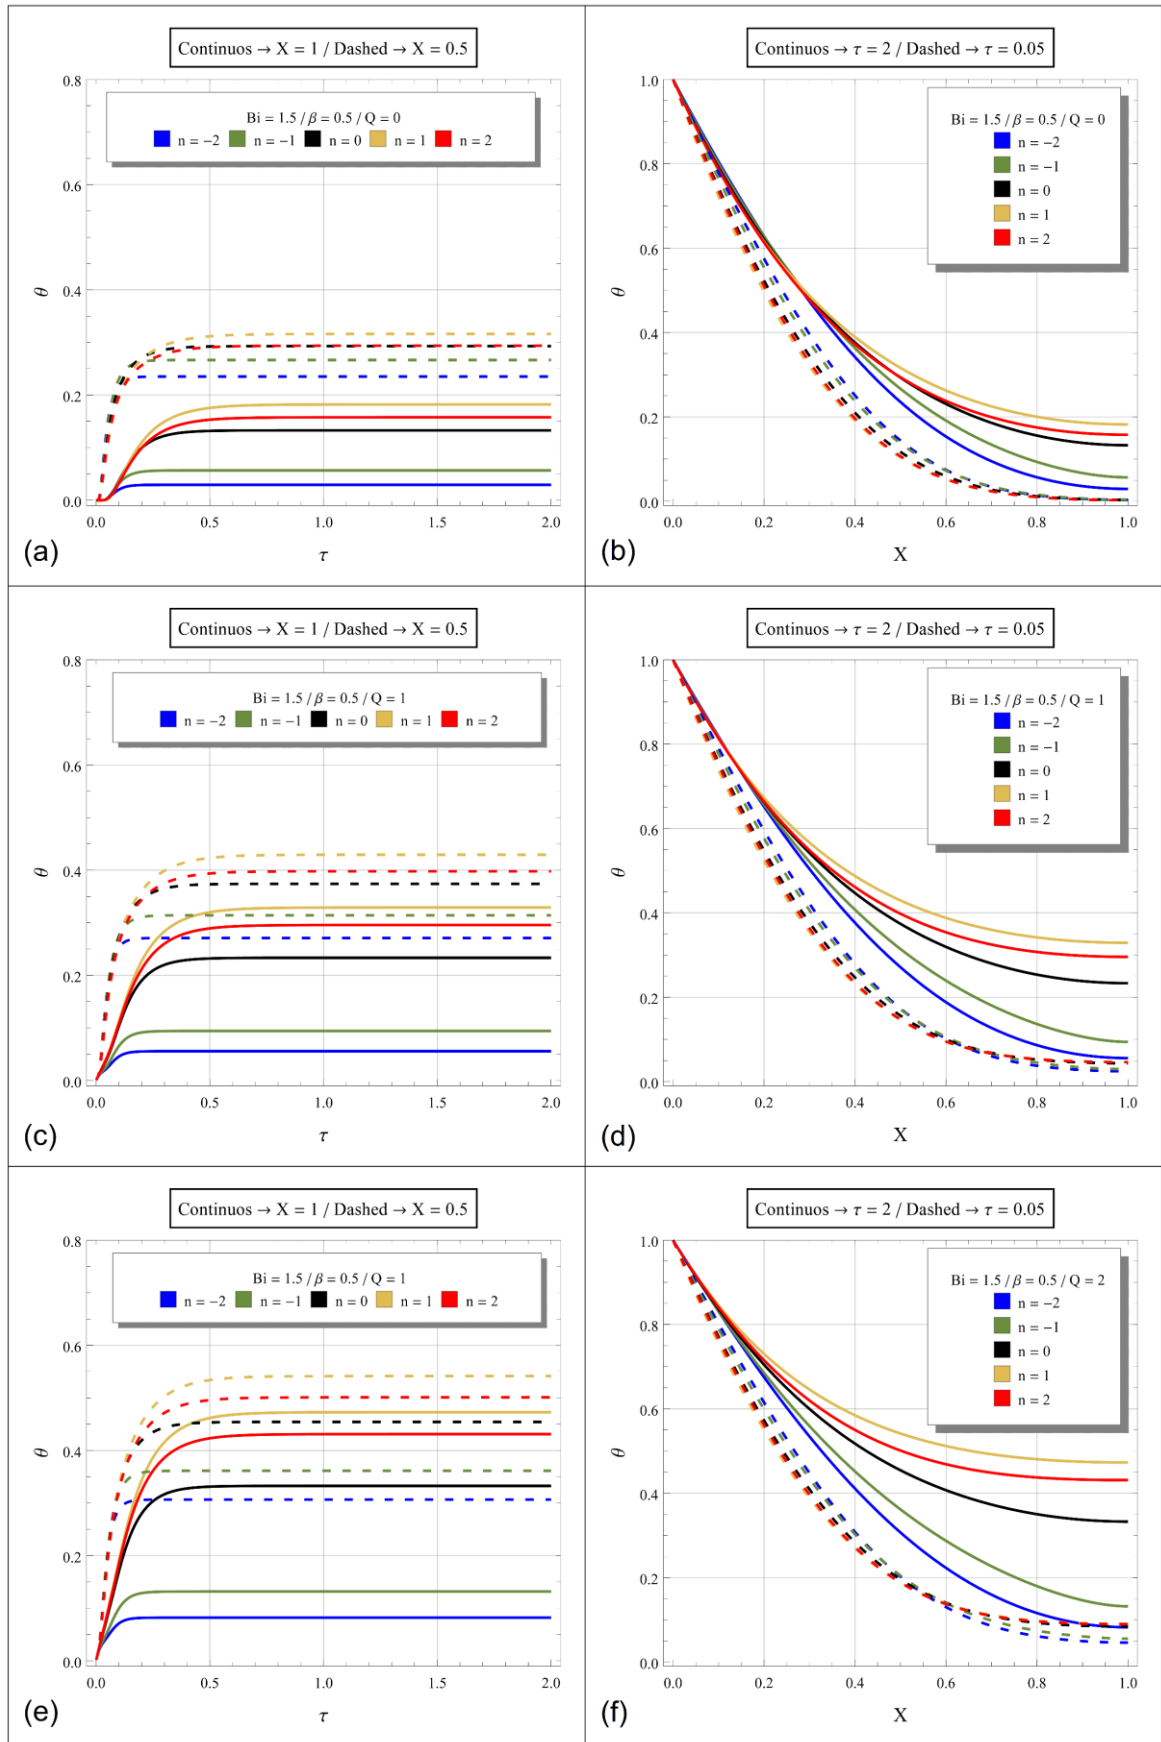 Continuos → X = 1 / Dashed → X = 0.5
0.8
Bi = 1.5 / β = 0.5 / Q = 0
n = −2 n = −1 n = 0 n = 1 n = 2
0.6
θ
0.4
0.2
0.0
0.0 0.5 1.0 1.5 2.0
(a)
τ
Continuos → τ = 2 / Dashed → τ = 0.05
1.0
Bi = 1.5 / β = 0.5 / Q = 0
n = −2
n = −1
n = 0
n = 1
n = 2
0.8
0.6
θ
0.4
0.2
0.0
0.0 0.2 0.4 0.6 0.8 1.0
(b)
X
Continuos → X = 1 / Dashed → X = 0.5
0.8
Bi = 1.5 / β = 0.5 / Q = 1
n = −2 n = −1 n = 0 n = 1 n = 2
0.6
θ
0.4
0.2
0.0
0.0 0.5 1.0 1.5 2.0
(c)
τ
Continuos → τ = 2 / Dashed → τ = 0.05
1.0
Bi = 1.5 / β = 0.5 / Q = 1
n = −2
n = −1
n = 0
n = 1
n = 2
0.8
0.6
θ
0.4
0.2
0.0
0.0 0.2 0.4 0.6 0.8 1.0
(d)
X
Continuos → X = 1 / Dashed → X = 0.5
0.8
Bi = 1.5 / β = 0.5 / Q = 1
n = −2 n = −1 n = 0 n = 1 n = 2
0.6
θ
0.4
0.2
0.0
0.0 0.5 1.0 1.5 2.0
(e)
τ
Continuos → τ = 2 / Dashed → τ = 0.05
1.0
Bi = 1.5 / β = 0.5 / Q = 2
n = −2
n = −1
n = 0
n = 1
n = 2
0.8
0.6
θ
0.4
0.2
0.0
0.0 0.2 0.4 0.6 0.8 1.0
(f)
X